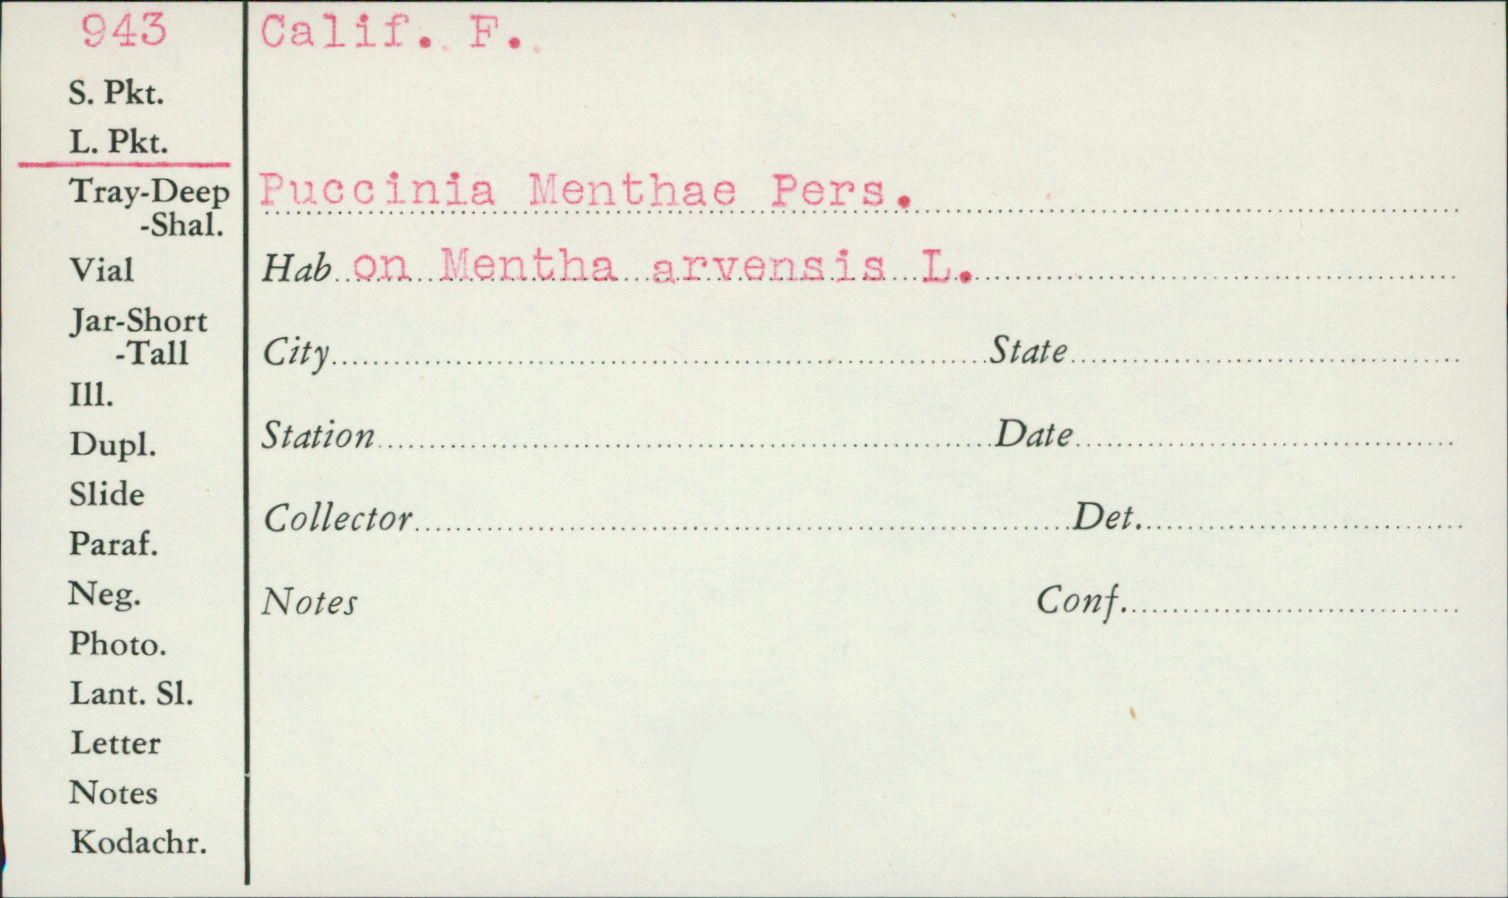 943
S. Pkt.
L. Pkt.
Tray-Deep
-Shal.
Vial
Jar-Short
-Tall
Ill.
Dupl.
Slide
Paraf.
Neg.
Photo.
Lant. Sl.
Letter
Notes
Kodachr.
Calif. F.
Puccinia Menthae Pers.
Hab on Mentha arvensis L.
City State
Station Date
Collector Det.
Notes Conf.